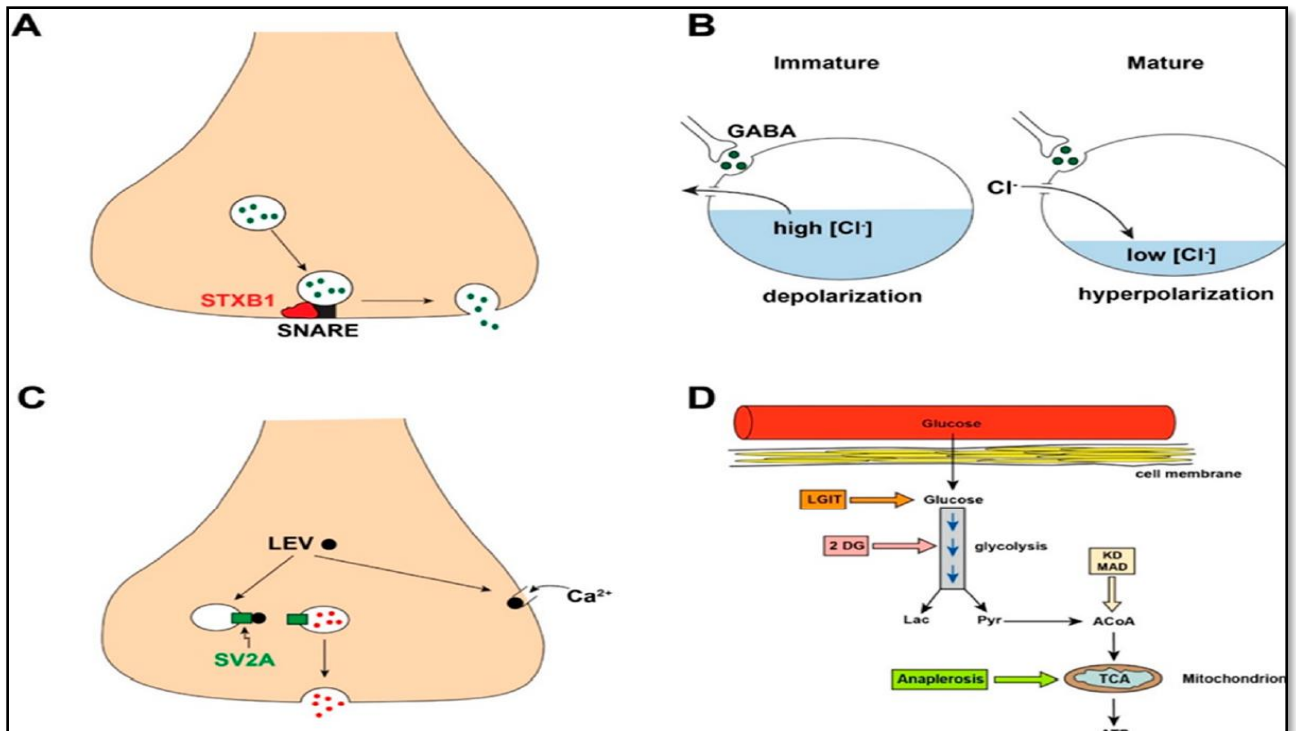 A
STXB1
SNARE
B
Immature
Mature
GABA
Cl-
high [Cl-]
low [Cl-]
depolarization
hyperpolarization
C
LEV
Ca2+
SV2A
D
Glucose
cell membrane
LGIT
Glucose
2 DG
glycolysis
KD
MAD
Lac
Pyr
ACoA
Anaplerosis
TCA
Mitochondrion